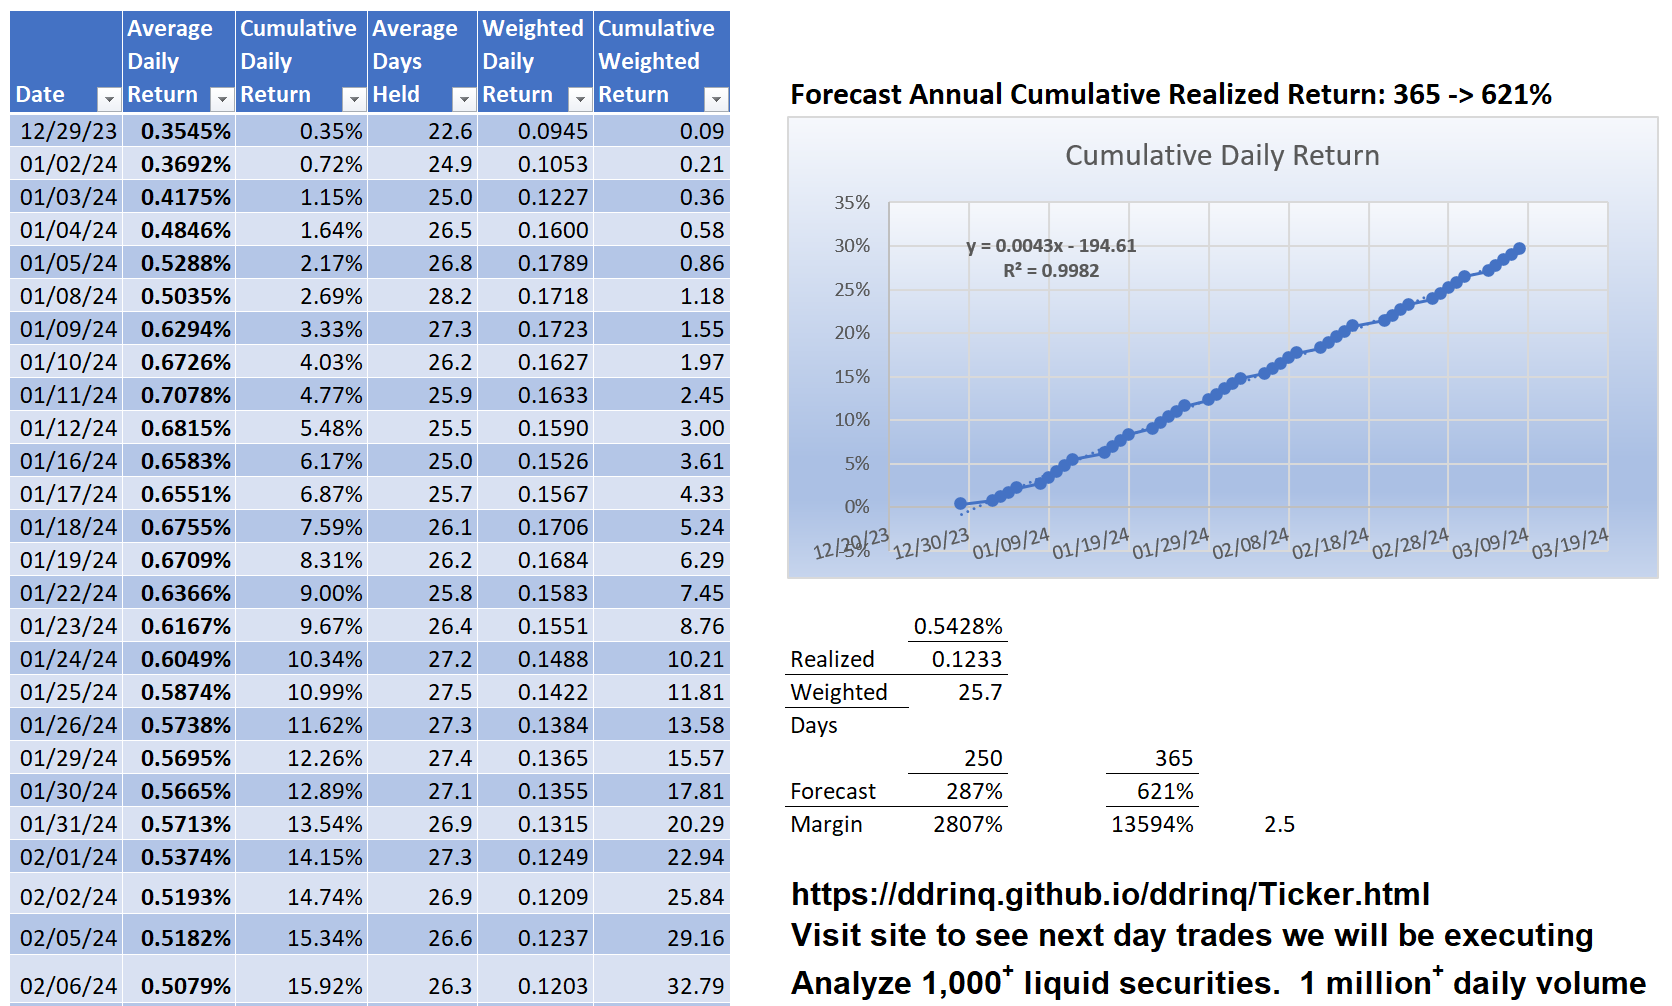 Date Average Daily Return Cumulative Daily Return Average Days Held Weighted Daily Return Cumulative Weighted Return
12/29/23 0.3545% 0.35% 22.6 0.0945 0.09
01/02/24 0.3692% 0.72% 24.9 0.1053 0.21
01/03/24 0.4175% 1.15% 25.0 0.1227 0.36
01/04/24 0.4846% 1.64% 26.5 0.1600 0.58
01/05/24 0.5288% 2.17% 26.8 0.1789 0.86
01/08/24 0.5035% 2.69% 28.2 0.1718 1.18
01/09/24 0.6294% 3.33% 27.3 0.1723 1.55
01/10/24 0.6726% 4.03% 26.2 0.1627 1.97
01/11/24 0.7078% 4.77% 25.9 0.1633 2.45
01/12/24 0.6815% 5.48% 25.5 0.1590 3.00
01/16/24 0.6583% 6.17% 25.0 0.1526 3.61
01/17/24 0.6551% 6.87% 25.7 0.1567 4.33
01/18/24 0.6755% 7.59% 26.1 0.1706 5.24
01/19/24 0.6709% 8.31% 26.2 0.1684 6.29
01/22/24 0.6366% 9.00% 25.8 0.1583 7.45
01/23/24 0.6167% 9.67% 26.4 0.1551 8.76
01/24/24 0.6049% 10.34% 27.2 0.1488 10.21
01/25/24 0.5874% 10.99% 27.5 0.1422 11.81
01/26/24 0.5738% 11.62% 27.3 0.1384 13.58
01/29/24 0.5695% 12.26% 27.4 0.1365 15.57
01/30/24 0.5665% 12.89% 27.1 0.1355 17.81
01/31/24 0.5713% 13.54% 26.9 0.1315 20.29
02/01/24 0.5374% 14.15% 27.3 0.1249 22.94
02/02/24 0.5193% 14.74% 26.9 0.1209 25.84
02/05/24 0.5182% 15.34% 26.6 0.1237 29.16
02/06/24 0.5079% 15.92% 26.3 0.1203 32.79
Forecast Annual Cumulative Realized Return: 365 -> 621%
Cumulative Daily Return
35%
30%
25%
20%
15%
10%
5%
0%
-5%
y = 0.0043x - 194.61
R² = 0.9982
12/20/23 12/30/23 01/09/24 01/19/24 01/29/24 02/08/24 02/18/24 02/28/24 03/09/24 03/19/24
0.5428%
Realized 0.1233
Weighted 25.7
Days
250 365
Forecast 287% 621%
Margin 2807% 13594% 2.5
https://ddrinq.github.io/ddrinq/Ticker.html
Visit site to see next day trades we will be executing
Analyze 1,000+ liquid securities. 1 million+ daily volume